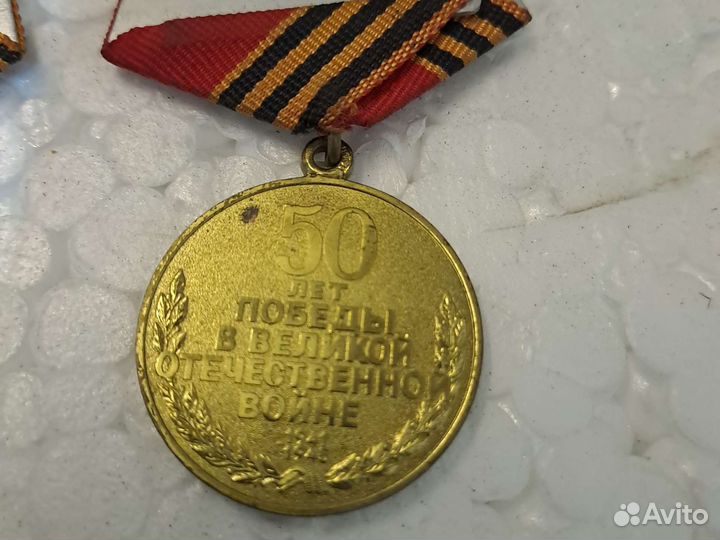 50
ЛЕТ
ПОБЕДЫ
В ВЕЛИКОЙ
ОТЕЧЕСТВЕННОЙ
ВОЙНЕ
Avito